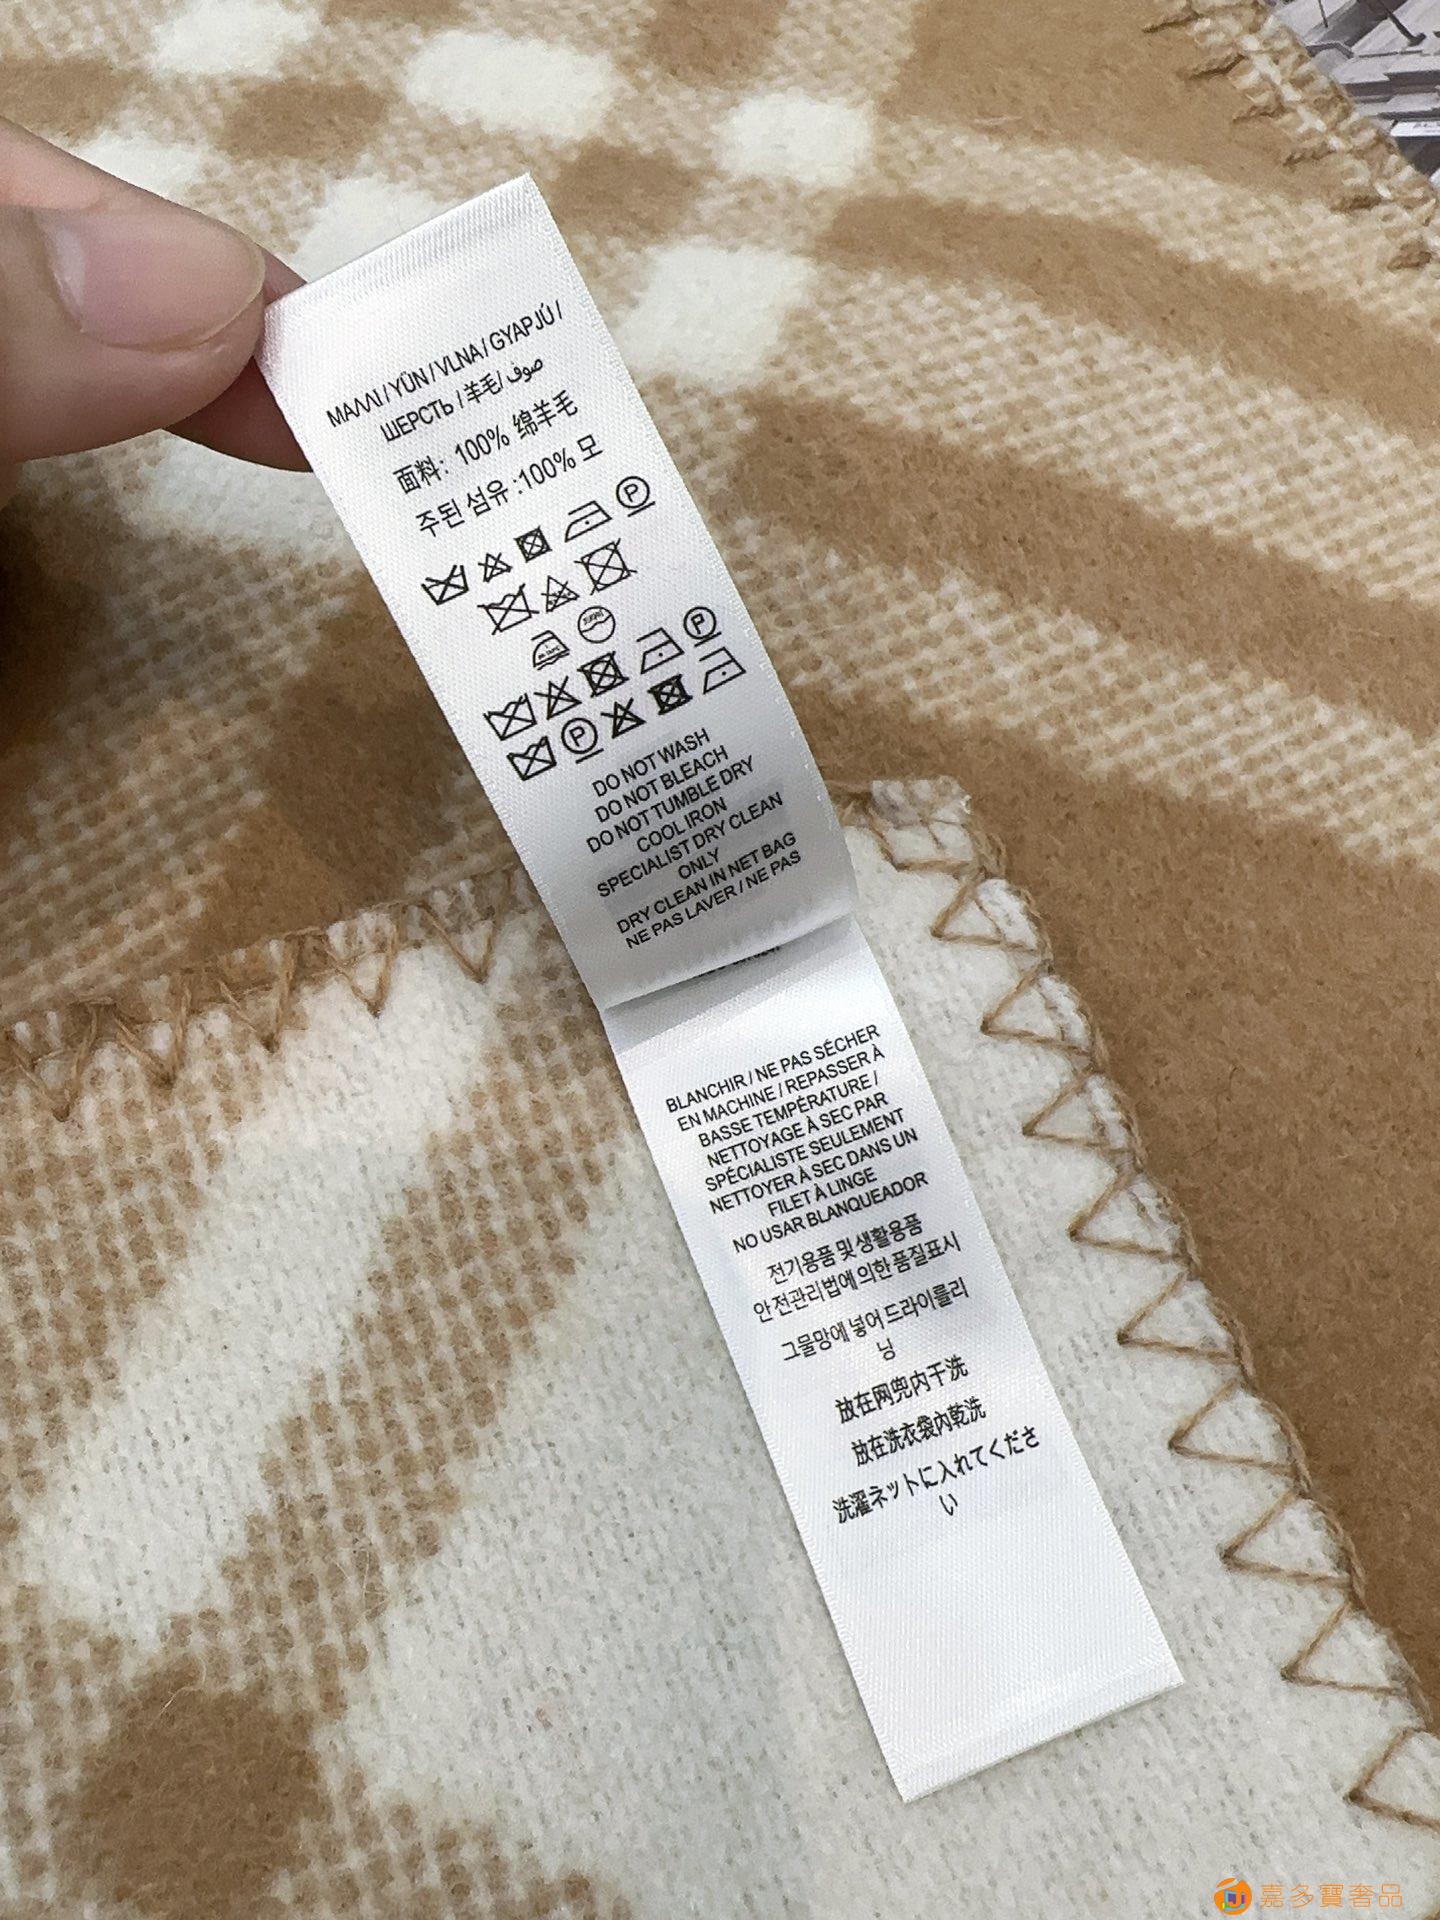 ΜΑΛΛΙ / YÜN / VLNA / GYAPJÚ /
ШЕРСТЬ / 羊毛 / صوف
面料：100% 绵羊毛
주된 섬유 :100% 모
DO NOT WASH
DO NOT BLEACH
DO NOT TUMBLE DRY
COOL IRON
SPECIALIST DRY CLEAN
ONLY
DRY CLEAN IN NET BAG
NE PAS LAVER / NE PAS
BLANCHIR / NE PAS SÉCHER
EN MACHINE / REPASSER À
BASSE TEMPÉRATURE /
NETTOYAGE À SEC PAR
SPÉCIALISTE SEULEMENT
NETTOYER À SEC DANS UN
FILET À LINGE
NO USAR BLANQUEADOR
전기용품 및 생활용품
안전관리법에 의한 품질표시
그물망에 넣어 드라이클리
닝
放在网兜内干洗
放在洗衣袋內乾洗
洗濯ネットに入れてくださ
い
嘉多寶奢品